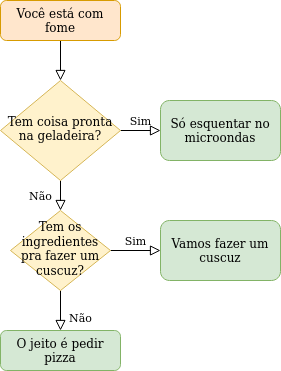 Você está com
fome
Tem coisa pronta
na geladeira?
Sim
Só esquentar no
microondas
Não
Tem os
ingredientes
pra fazer um
cuscuz?
Sim
Vamos fazer um
cuscuz
Não
O jeito é pedir
pizza